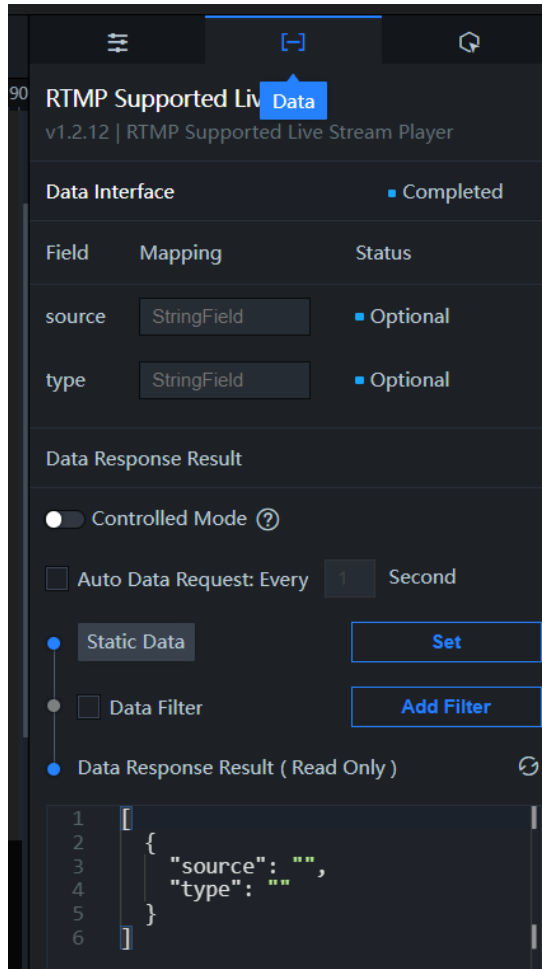 90
RTMP Supported Liv
Data
v1.2.12 | RTMP Supported Live Stream Player
Data Interface Completed
Field Mapping Status
source StringField Optional
type StringField Optional
Data Response Result
Controlled Mode ?
Auto Data Request: Every 1 Second
Static Data Set
Data Filter Add Filter
Data Response Result ( Read Only )
1 [
2 {
3 "source": "",
4 "type": ""
5 }
6 ]